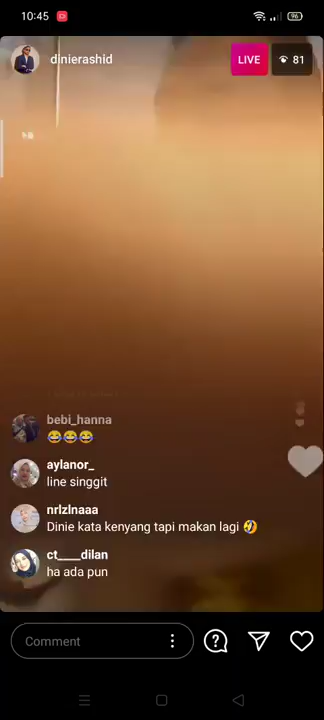 10:45
96
dinierashid
LIVE
81
bebi_hanna
😂😂😂
aylanor_
line singgit
nrlzlnaaa
Dinie kata kenyang tapi makan lagi 🤣
ct____dilan
ha ada pun
Comment